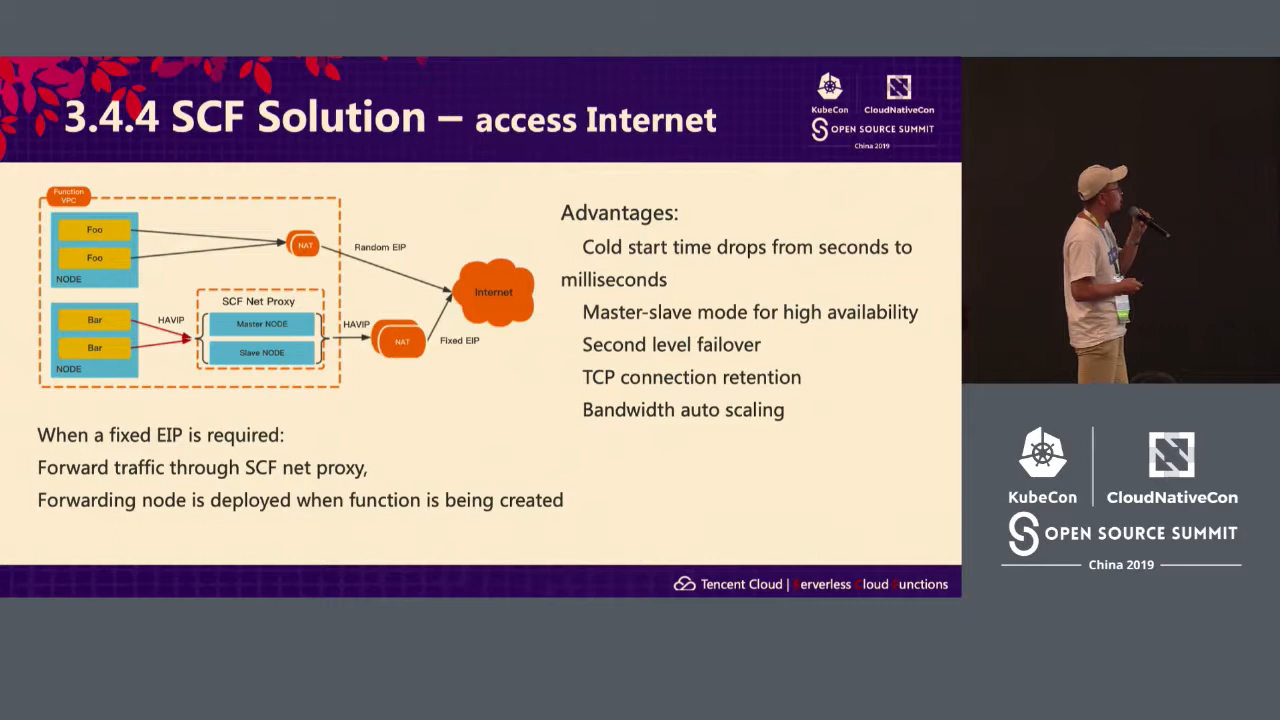 3.4.4 SCF Solution – access Internet
KubeCon
CloudNativeCon
OPEN SOURCE SUMMIT
China 2019
Function
VPC
Foo
Foo
NODE
NAT
Random EIP
Internet
Bar
Bar
NODE
HAVIP
SCF Net Proxy
Master NODE
Slave NODE
HAVIP
NAT
Fixed EIP
When a fixed EIP is required:
Forward traffic through SCF net proxy,
Forwarding node is deployed when function is being created
Advantages:
Cold start time drops from seconds to
milliseconds
Master-slave mode for high availability
Second level failover
TCP connection retention
Bandwidth auto scaling
Tencent Cloud | Serverless Cloud Functions
KubeCon
CloudNativeCon
OPEN SOURCE SUMMIT
China 2019